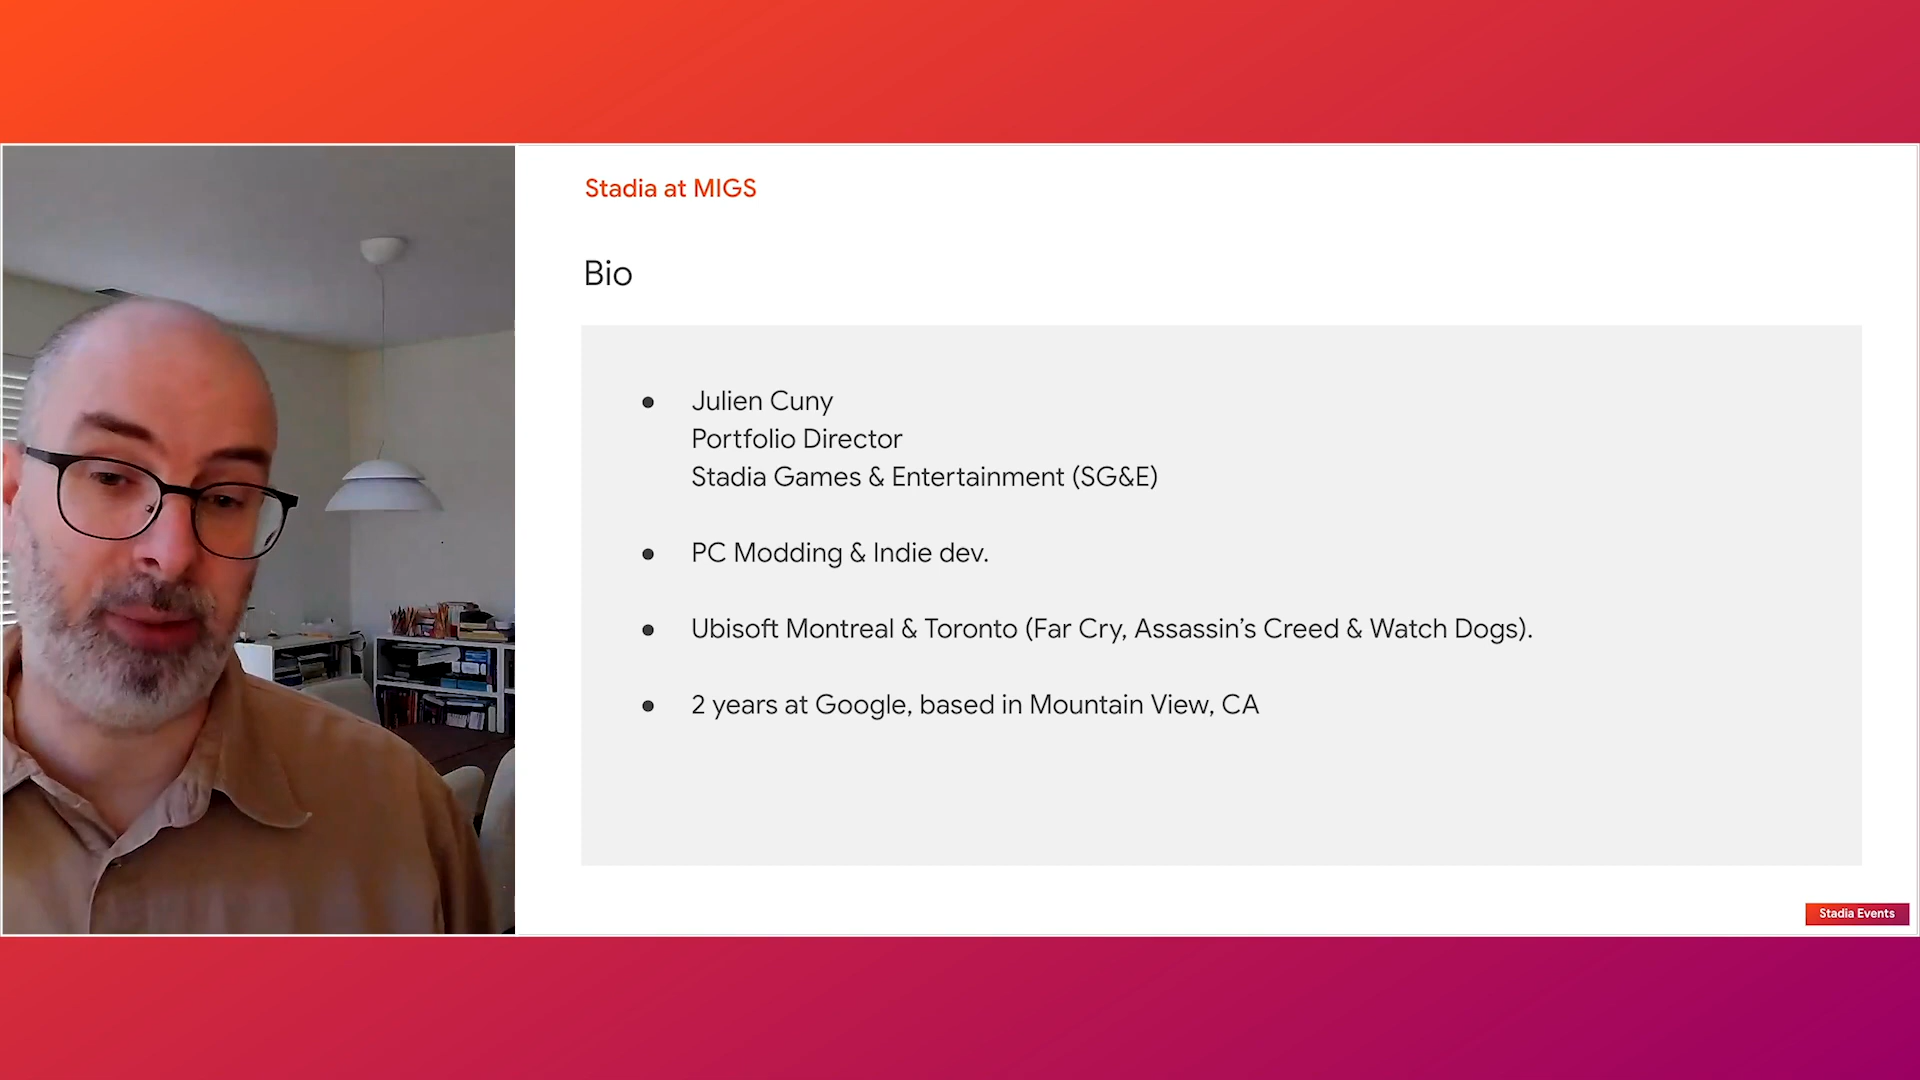 Stadia at MIGS
Bio
● Julien Cuny
Portfolio Director
Stadia Games & Entertainment (SG&E)
● PC Modding & Indie dev.
● Ubisoft Montreal & Toronto (Far Cry, Assassin’s Creed & Watch Dogs).
● 2 years at Google, based in Mountain View, CA
Stadia Events